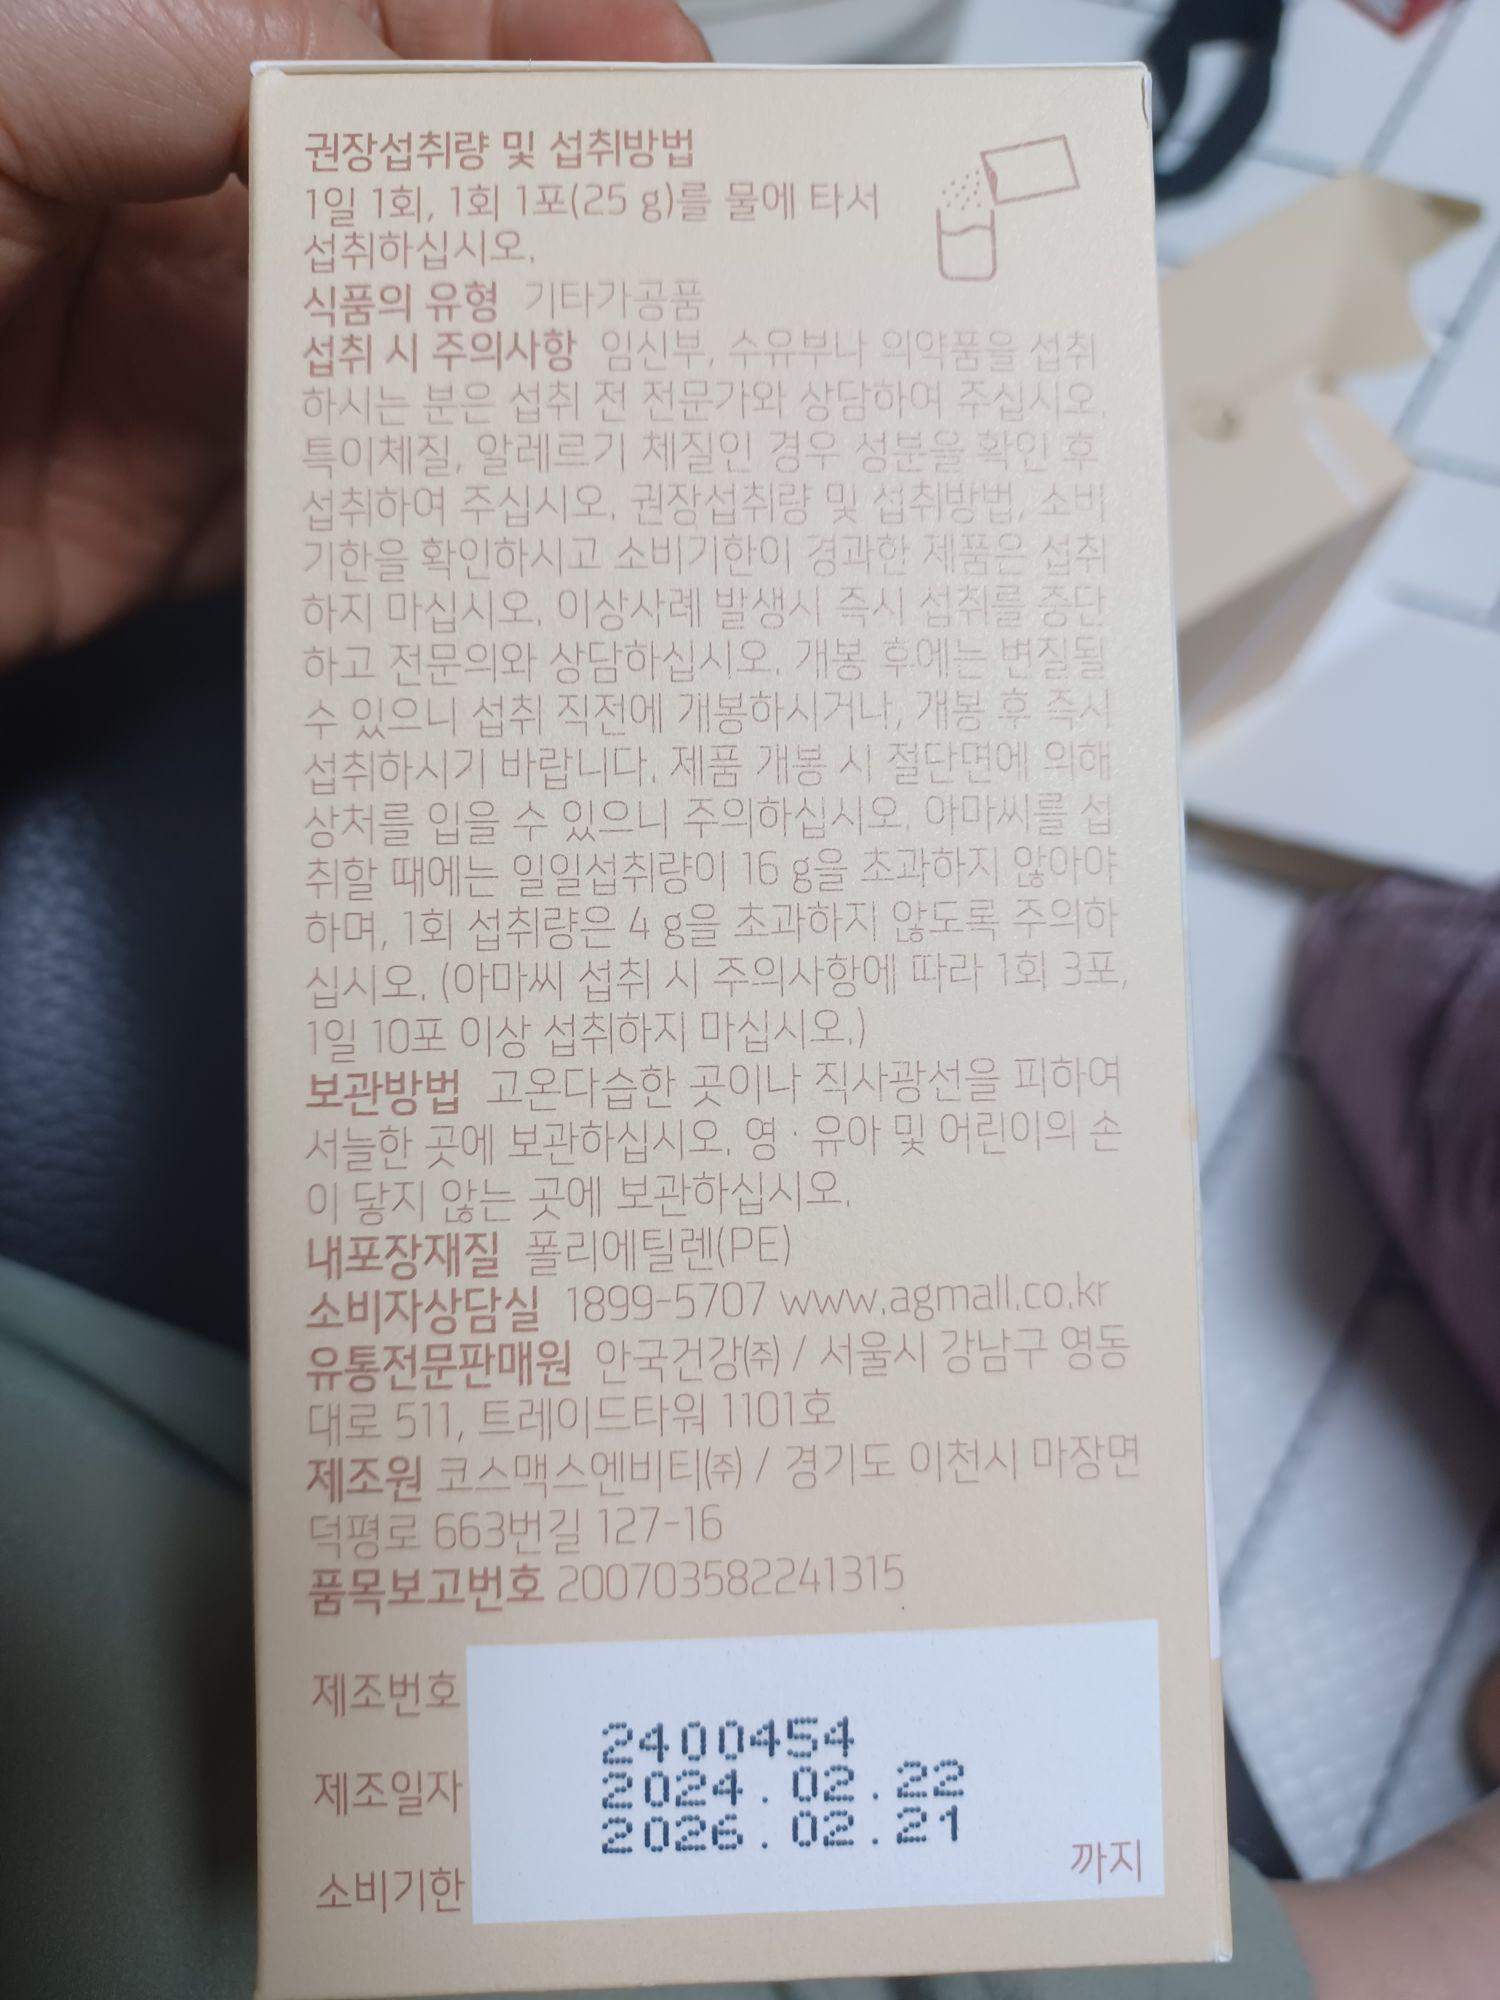 권장섭취량 및 섭취방법
1일 1회, 1회 1포(25 g)를 물에 타서
섭취하십시오.
식품의 유형 기타가공품
섭취 시 주의사항 임신부, 수유부나 의약품을 섭취
하시는 분은 섭취 전 전문가와 상담하여 주십시오.
특이체질, 알레르기 체질인 경우 성분을 확인 후
섭취하여 주십시오. 권장섭취량 및 섭취방법, 소비
기한을 확인하시고 소비기한이 경과한 제품은 섭취
하지 마십시오. 이상사례 발생시 즉시 섭취를 중단
하고 전문의와 상담하십시오. 개봉 후에는 변질될
수 있으니 섭취 직전에 개봉하시거나, 개봉 후 즉시
섭취하시기 바랍니다. 제품 개봉 시 절단면에 의해
상처를 입을 수 있으니 주의하십시오. 아마씨를 섭
취할 때에는 일일섭취량이 16 g을 초과하지 않아야
하며, 1회 섭취량은 4 g을 초과하지 않도록 주의하
십시오. (아마씨 섭취 시 주의사항에 따라 1회 3포,
1일 10포 이상 섭취하지 마십시오.)
보관방법 고온다습한 곳이나 직사광선을 피하여
서늘한 곳에 보관하십시오. 영·유아 및 어린이의 손
이 닿지 않는 곳에 보관하십시오.
내포장재질 폴리에틸렌(PE)
소비자상담실 1899-5707 www.agmall.co.kr
유통전문판매원 안국건강㈜ / 서울시 강남구 영동
대로 511, 트레이드타워 1101호
제조원 코스맥스엔비티㈜ / 경기도 이천시 마장면
덕평로 663번길 127-16
품목보고번호 200703582241315
제조번호 2400454
제조일자 2024.02.22
소비기한 2026.02.21 까지